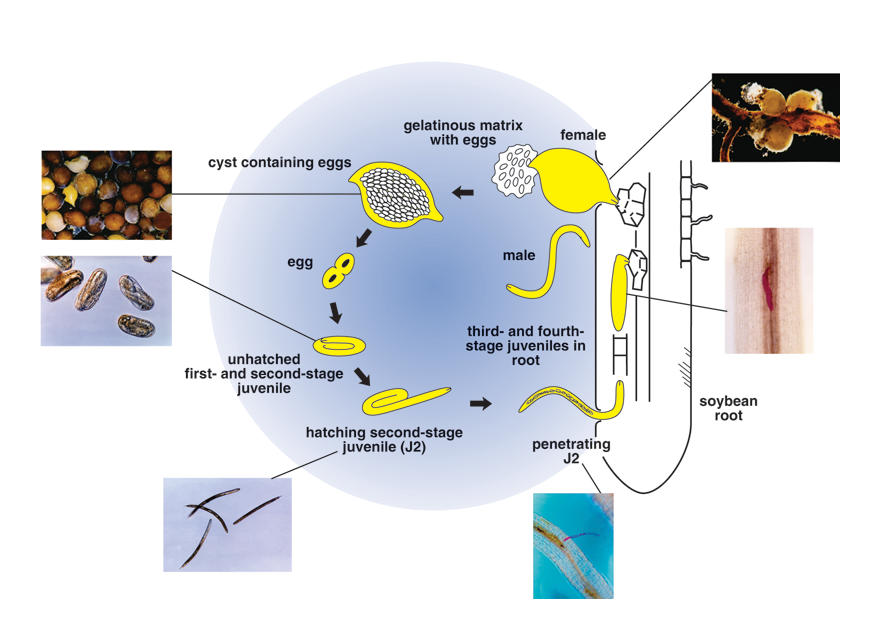 gelatinous matrix
with eggs
female
cyst containing eggs
egg
male
third- and fourth-
stage juveniles in
root
unhatched
first- and second-stage
juvenile
soybean
root
hatching second-stage
juvenile (J2)
penetrating
J2